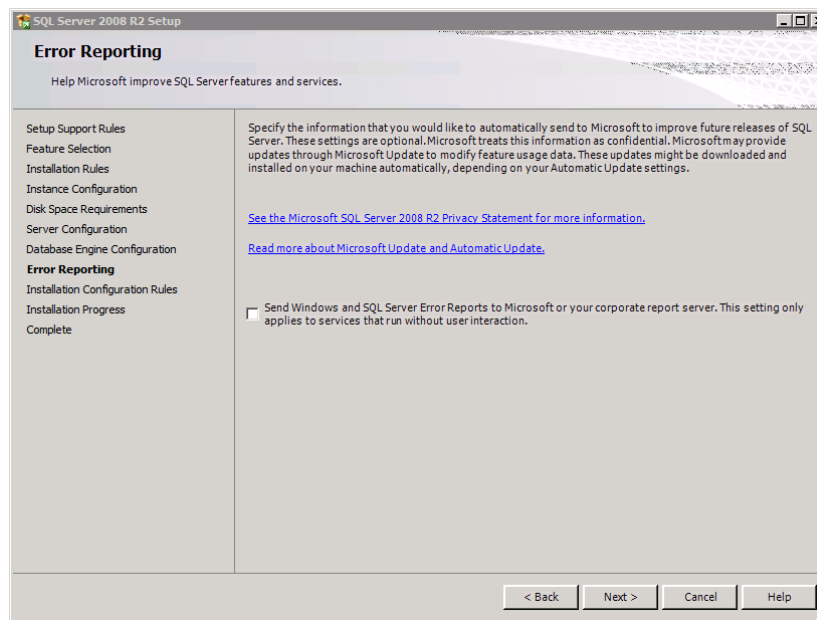 SQL Server 2008 R2 Setup
Error Reporting
Help Microsoft improve SQL Server features and services.
Setup Support Rules
Feature Selection
Installation Rules
Instance Configuration
Disk Space Requirements
Server Configuration
Database Engine Configuration
Error Reporting
Installation Configuration Rules
Installation Progress
Complete
Specify the information that you would like to automatically send to Microsoft to improve future releases of SQL
Server. These settings are optional. Microsoft treats this information as confidential. Microsoft may provide
updates through Microsoft Update to modify feature usage data. These updates might be downloaded and
installed on your machine automatically, depending on your Automatic Update settings.
See the Microsoft SQL Server 2008 R2 Privacy Statement for more information.
Read more about Microsoft Update and Automatic Update.
Send Windows and SQL Server Error Reports to Microsoft or your corporate report server. This setting only
applies to services that run without user interaction.
< Back
Next >
Cancel
Help